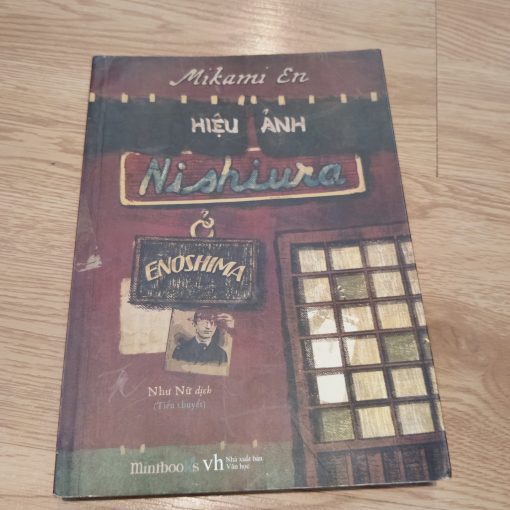 Mikami En
HIỆU ẢNH
Nishiura
Ở
ENOSHIMA
Như Nữ dịch
(Tiểu thuyết)
mintbooks vh Nhà xuất bản
Văn học